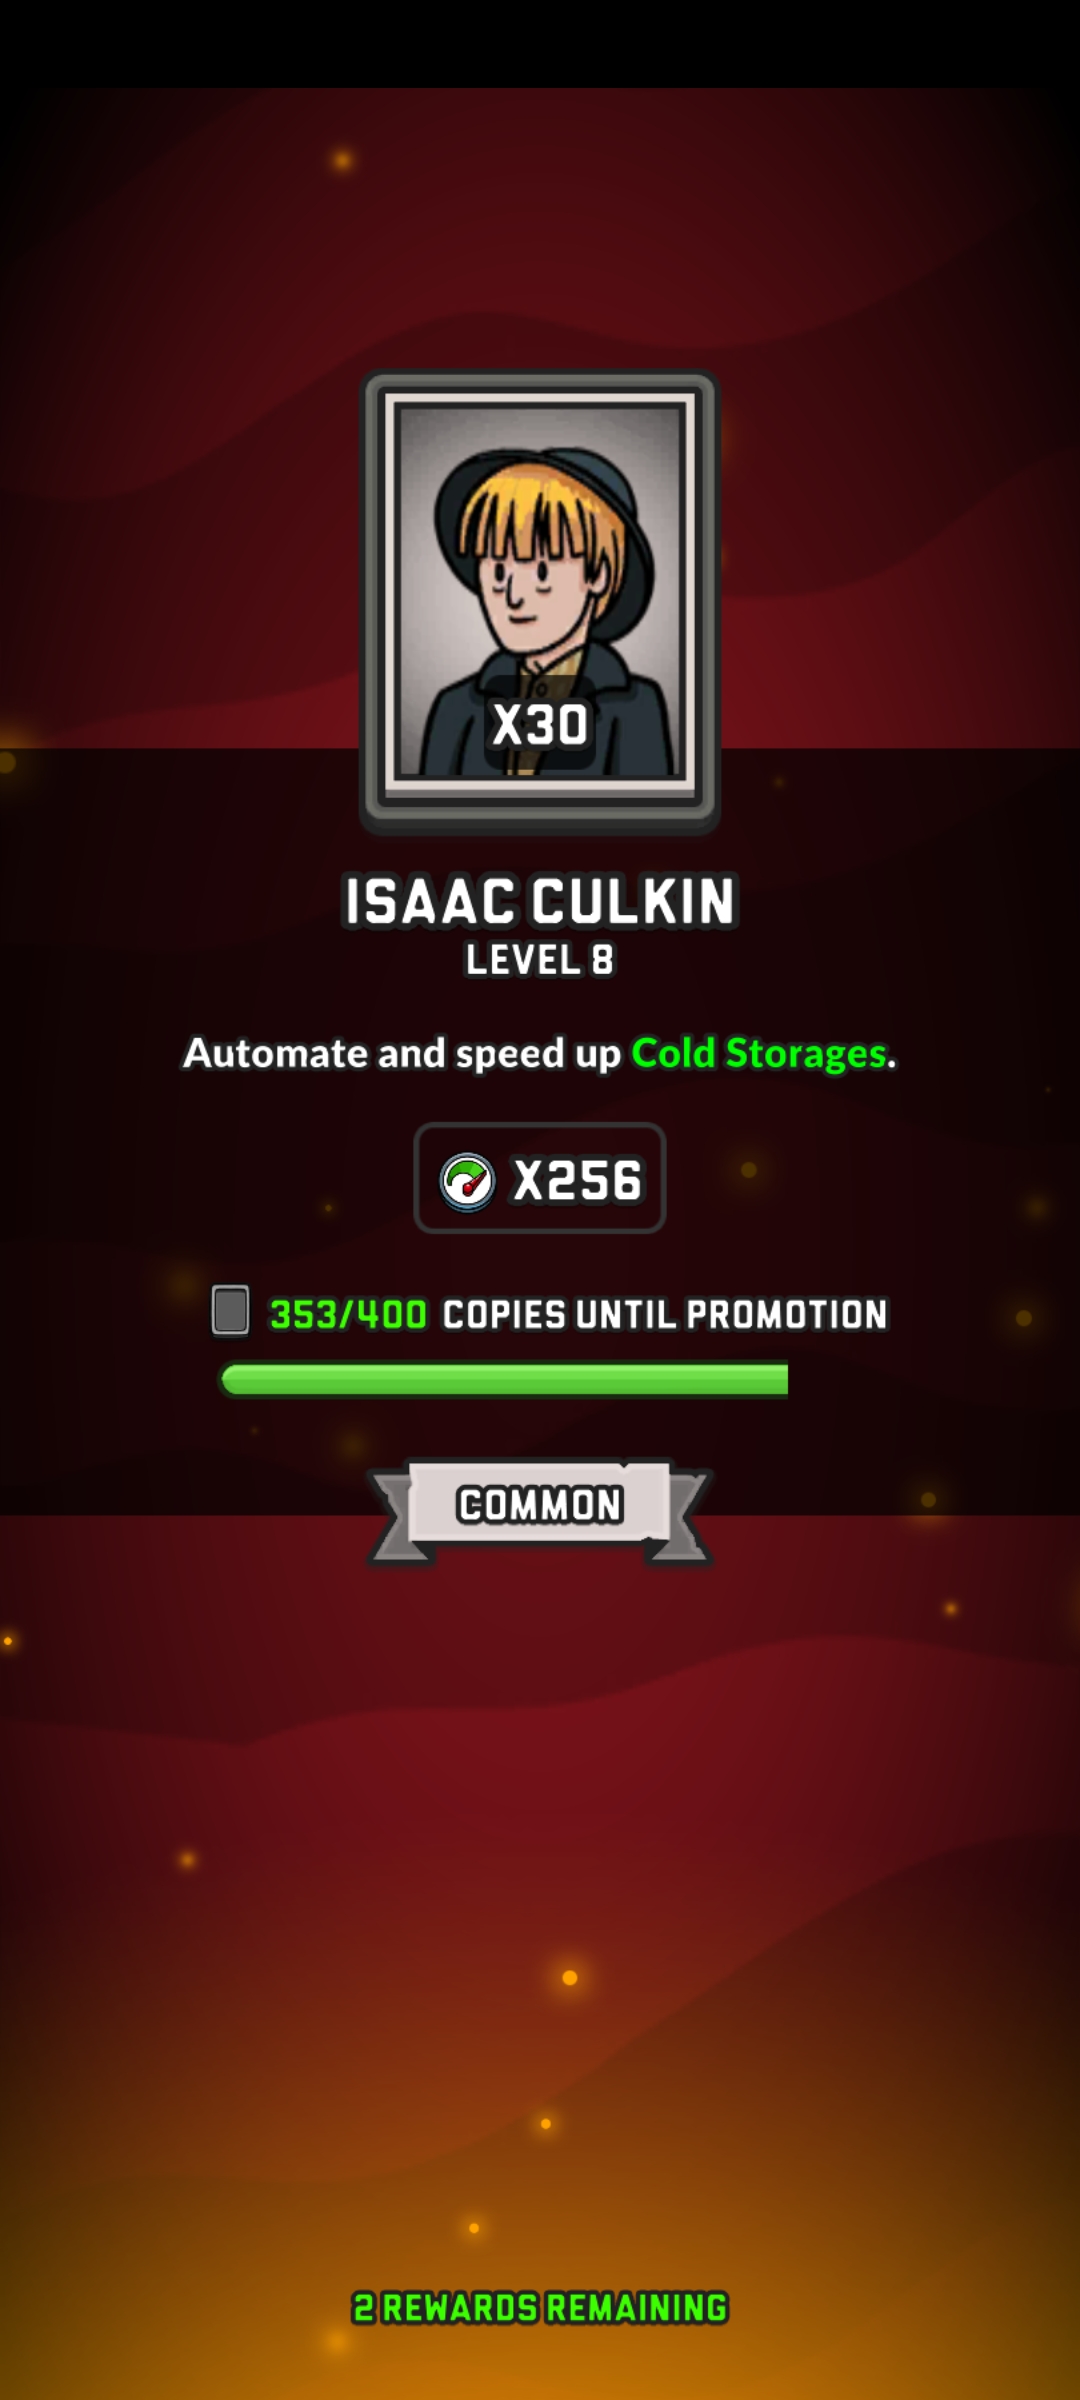 X30
ISAAC CULKIN
LEVEL 8
Automate and speed up Cold Storages.
X256
353/400 COPIES UNTIL PROMOTION
COMMON
2 REWARDS REMAINING